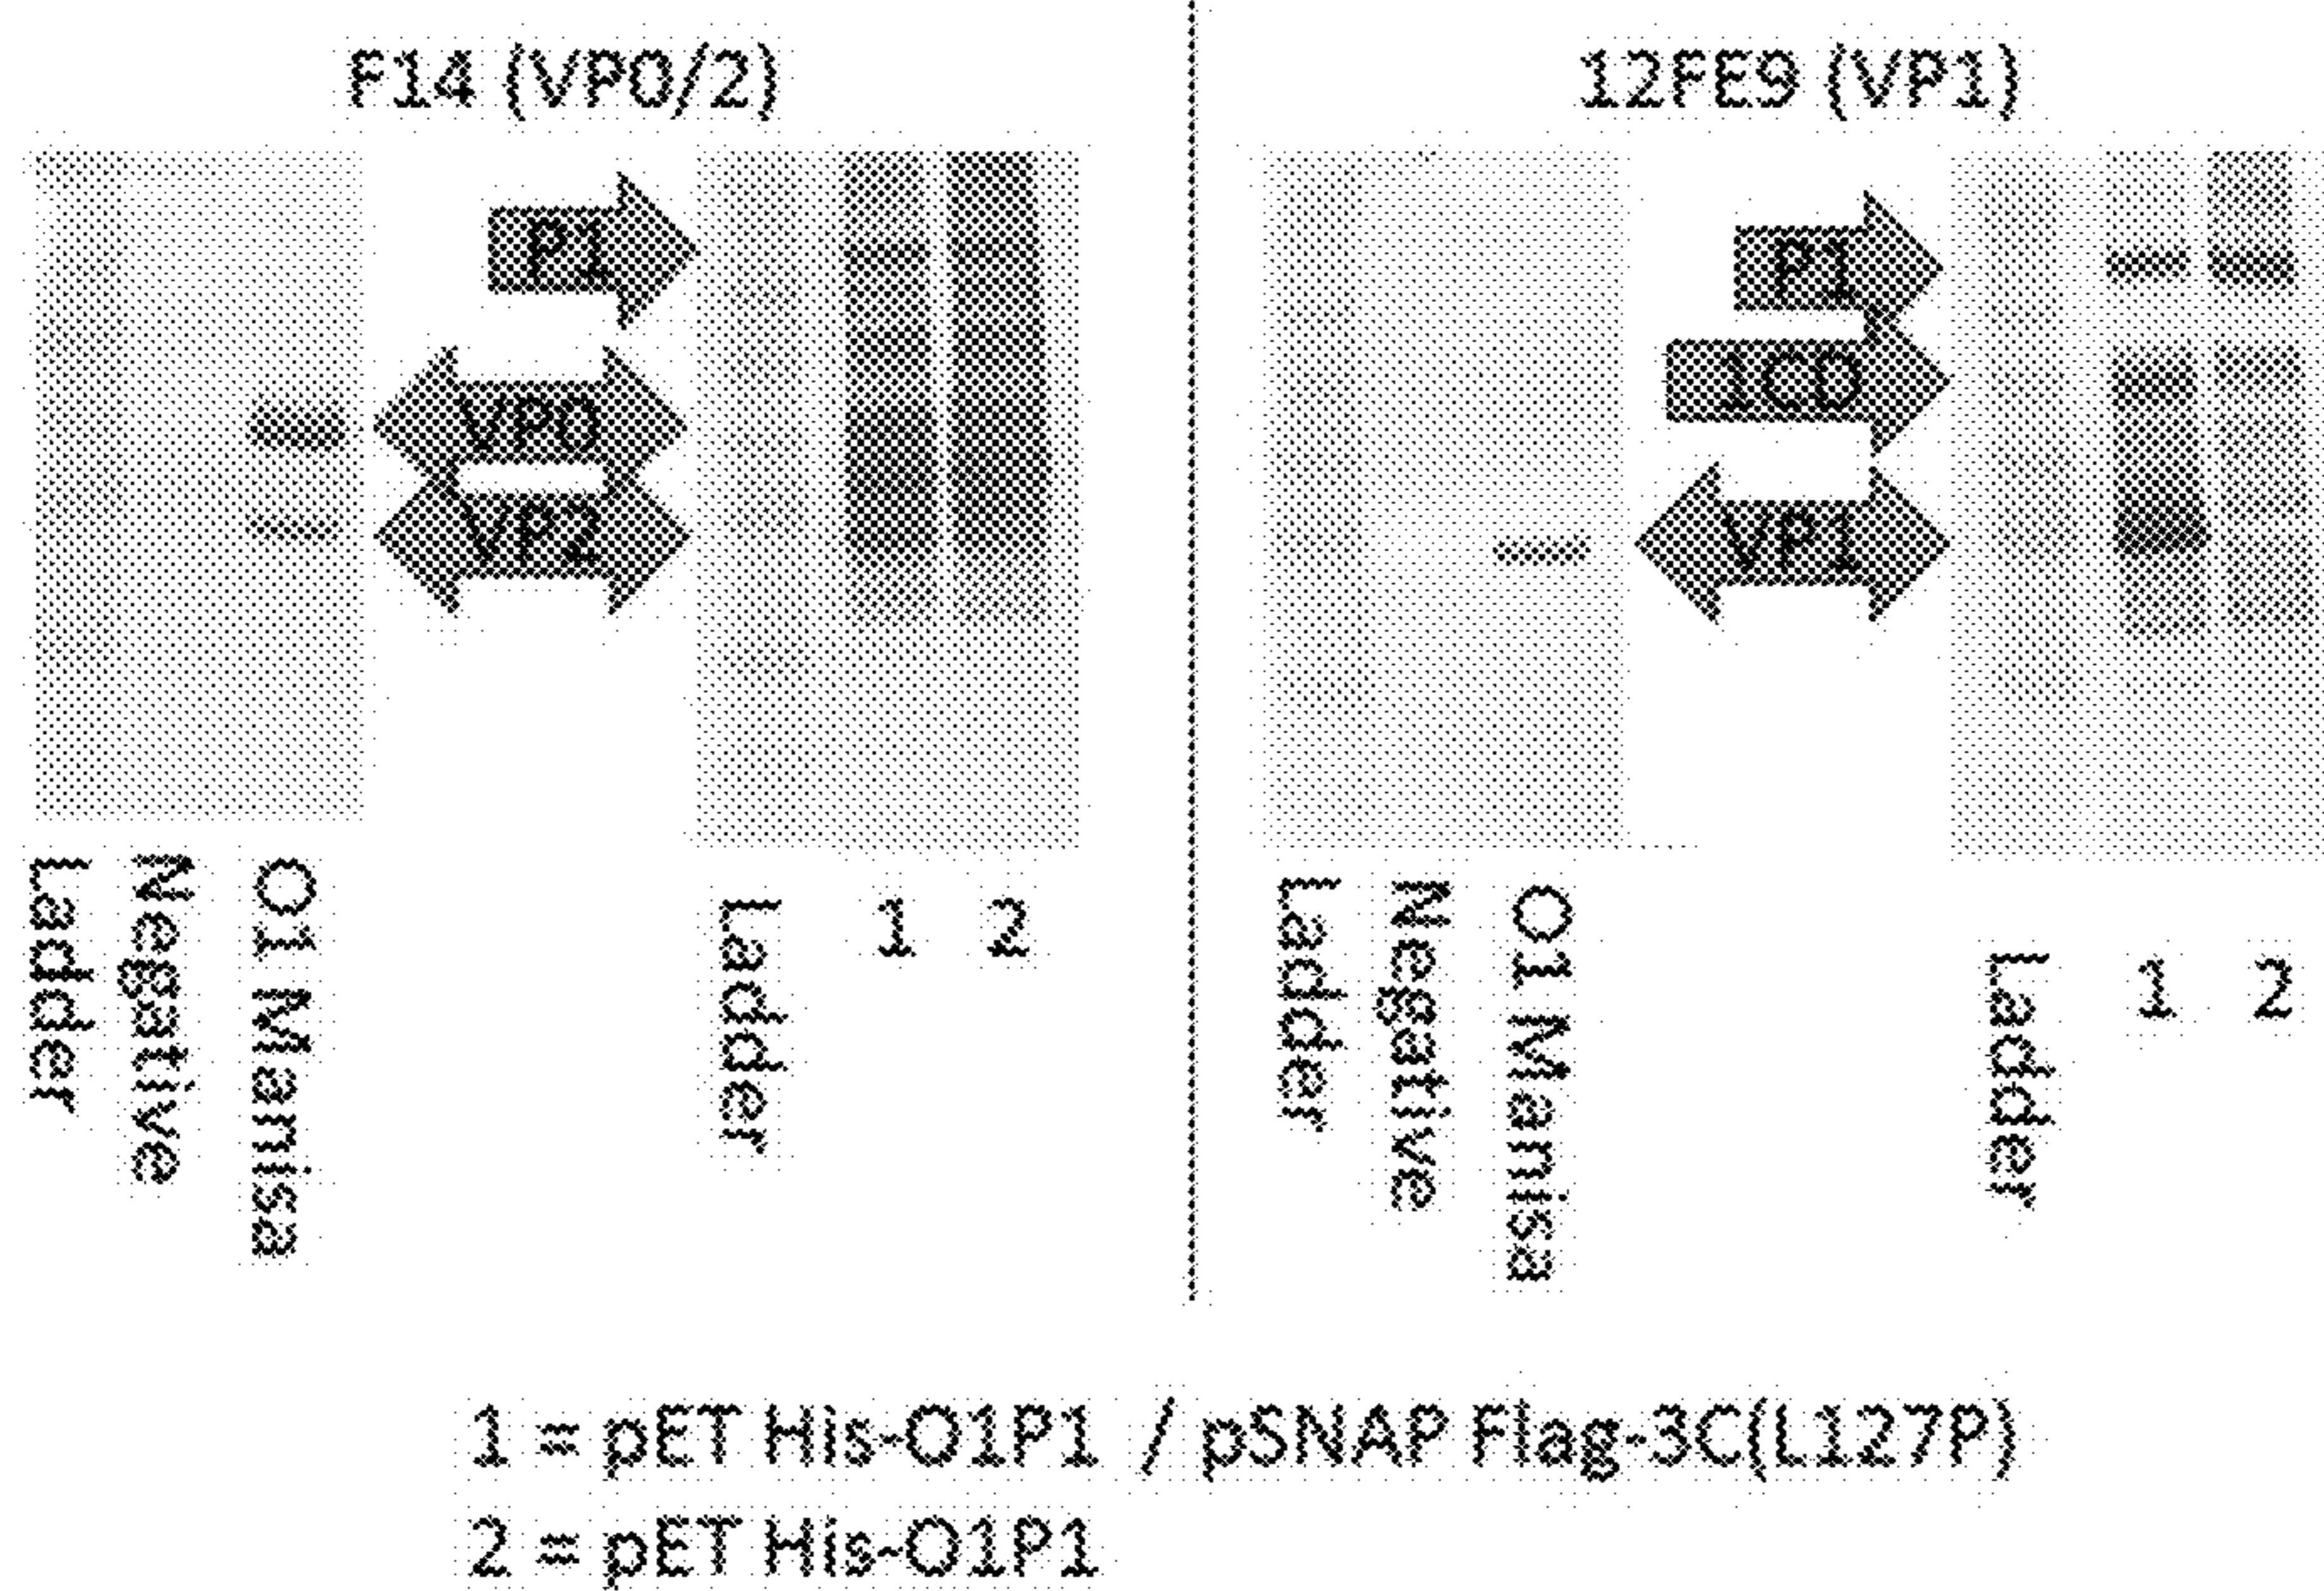 F14 (VP0/2)
P1
VP0
VP2
Ladder
Negative
O1 Manisa
Ladder
1
2
12FE9 (VP1)
P1
1CD
VP1
Ladder
Negative
O1 Manisa
Ladder
1
2
1 = pET His-O1P1 / pSNAP Flag-3C(L127P)
2 = pET His-O1P1